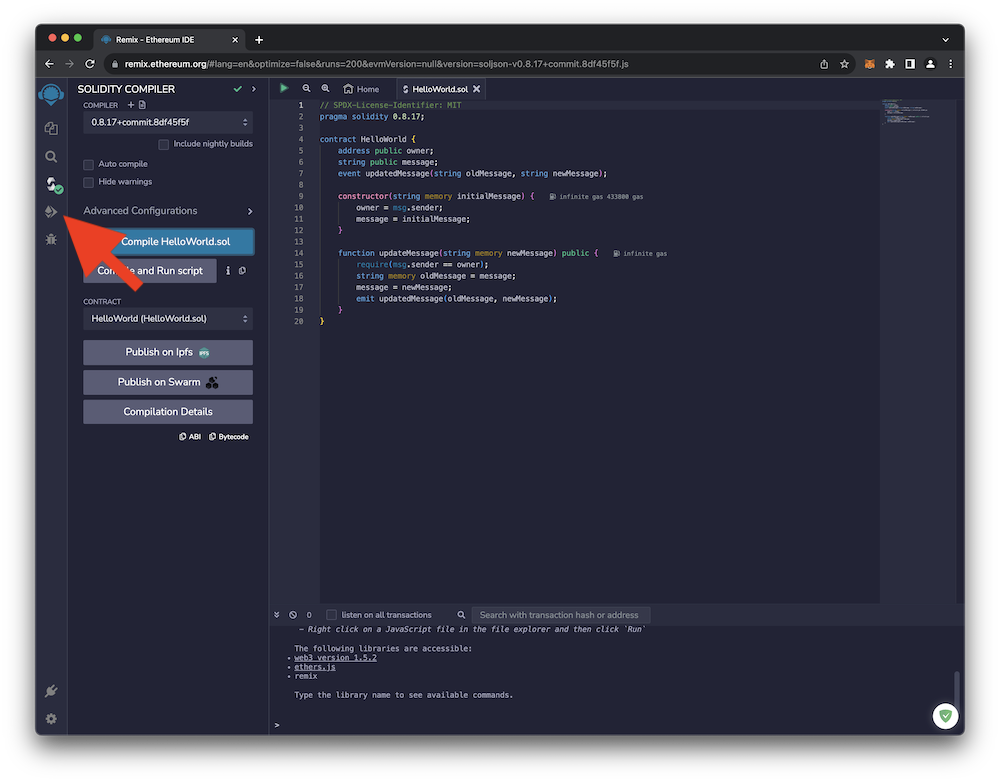 Remix - Ethereum IDE
remix.ethereum.org/#lang=en&optimize=false&runs=200&evmVersion=null&version=soljson-v0.8.17+commit.8df45f5f.js
SOLIDITY COMPILER
COMPILER
0.8.17+commit.8df45f5f
Include nightly builds
Auto compile
Hide warnings
Advanced Configurations
Compile HelloWorld.sol
and Run script
CONTRACT
HelloWorld (HelloWorld.sol)
Publish on Ipfs
IPFS
Publish on Swarm
Compilation Details
ABI Bytecode
Home HelloWorld.sol
1 // SPDX-License-Identifier: MIT
2 pragma solidity 0.8.17;
3
4 contract HelloWorld {
5 address public owner;
6 string public message;
7 event updatedMessage(string oldMessage, string newMessage);
8
9 constructor(string memory initialMessage) { infinite gas 433800 gas
10 owner = msg.sender;
11 message = initialMessage;
12 }
13
14 function updateMessage(string memory newMessage) public { infinite gas
15 require(msg.sender == owner);
16 string memory oldMessage = message;
17 message = newMessage;
18 emit updatedMessage(oldMessage, newMessage);
19 }
20 }
0 listen on all transactions Search with transaction hash or address
- Right click on a JavaScript file in the file explorer and then click `Run`
The following libraries are accessible:
• web3 version 1.5.2
• ethers.js
• remix
Type the library name to see available commands.
>